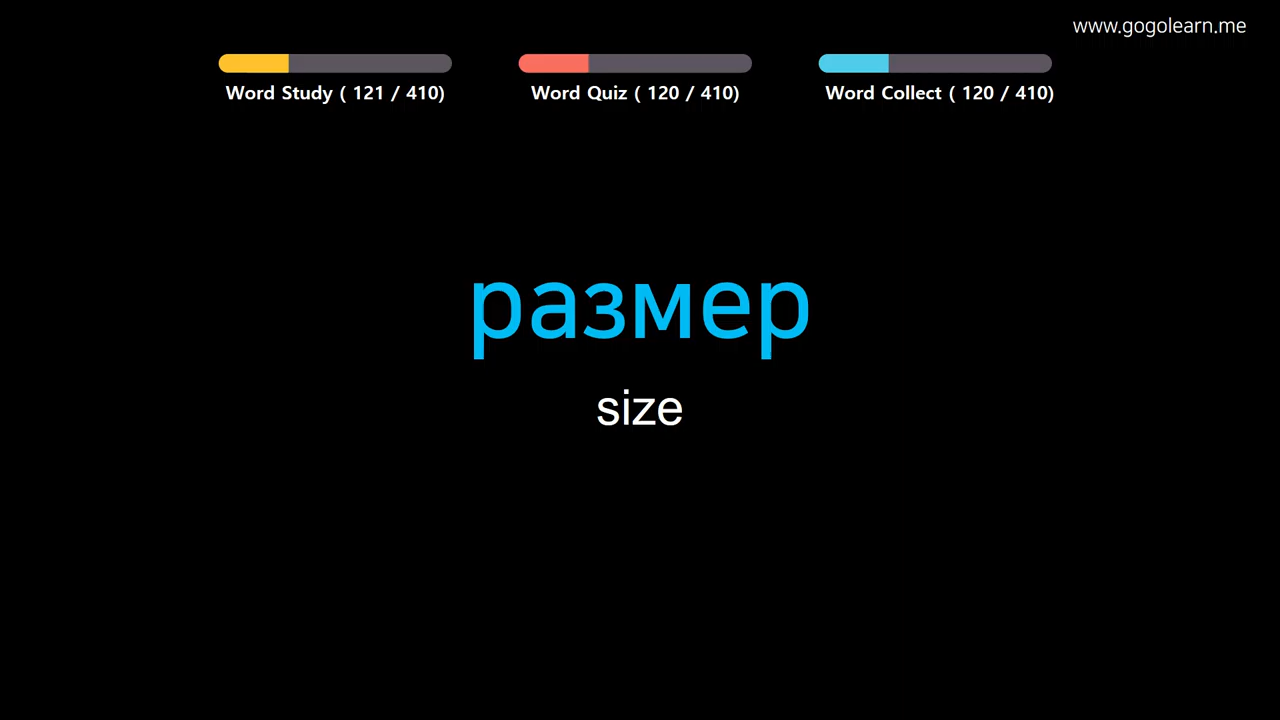 www.gogolearn.me
Word Study ( 121 / 410)
Word Quiz ( 120 / 410)
Word Collect ( 120 / 410)
размер
size